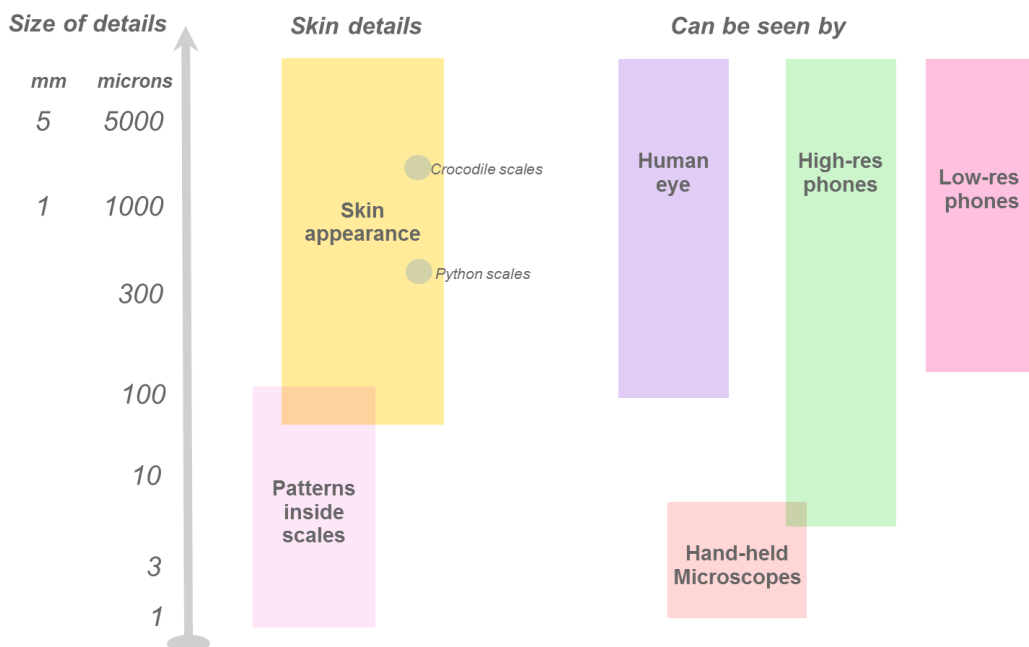 Size of details
Skin details
Can be seen by
mm microns
5 5000
Crocodile scales
Human
eye
High-res
phones
Low-res
phones
1 1000
Skin
appearance
Python scales
300
100
10
Patterns
inside
scales
Hand-held
Microscopes
3
1